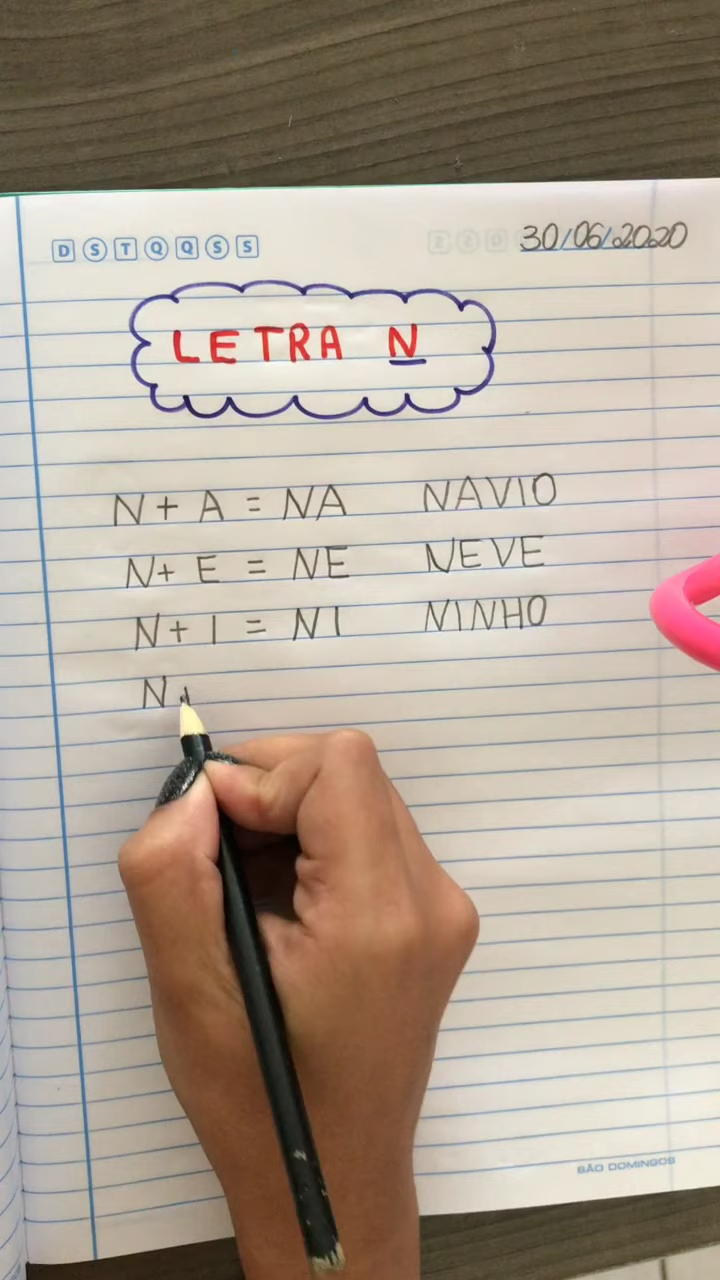 D S T Q Q S S 30/06/2020
LETRA N
N + A = NA NAVIO
N + E = NE NEVE
N + I = NI NINHO
N
SÃO DOMINGOS